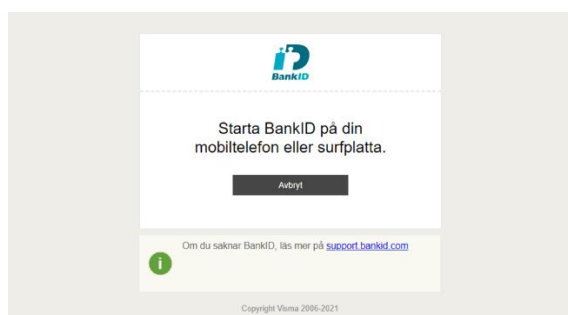 BankID
Starta BankID på din
mobiltelefon eller surfplatta.
Avbryt
Om du saknar BankID, läs mer på support.bankid.com
Copyright Visma 2006-2021